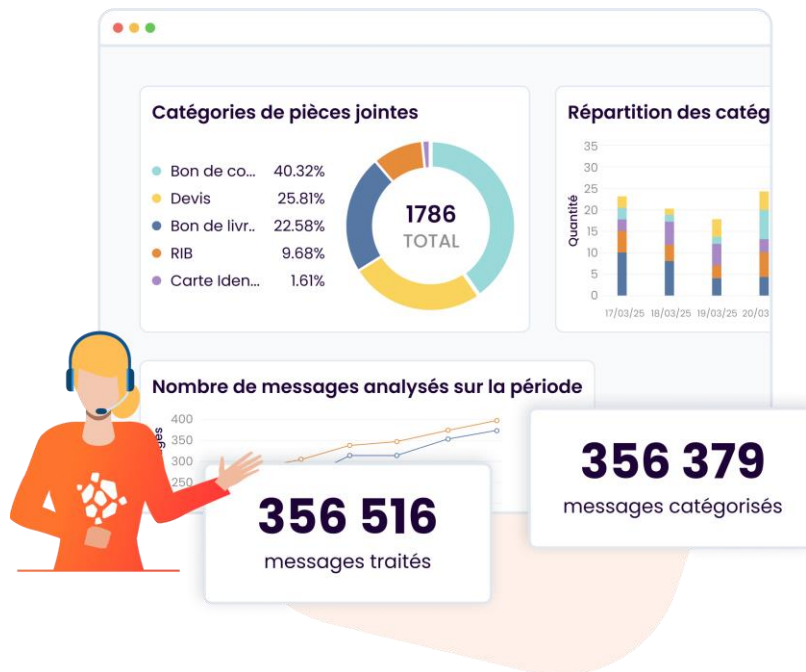 Catégories de pièces jointes
Bon de co... 40.32%
Devis 25.81%
Bon de livr.. 22.58%
RIB 9.68%
Carte Iden... 1.61%
1786
TOTAL
Répartition des catég
Quantité
35
30
25
20
15
10
5
0
17/03/25 18/03/25 19/03/25 20/03
Nombre de messages analysés sur la période
400
350
300
250
356 516
messages traités
356 379
messages catégorisés